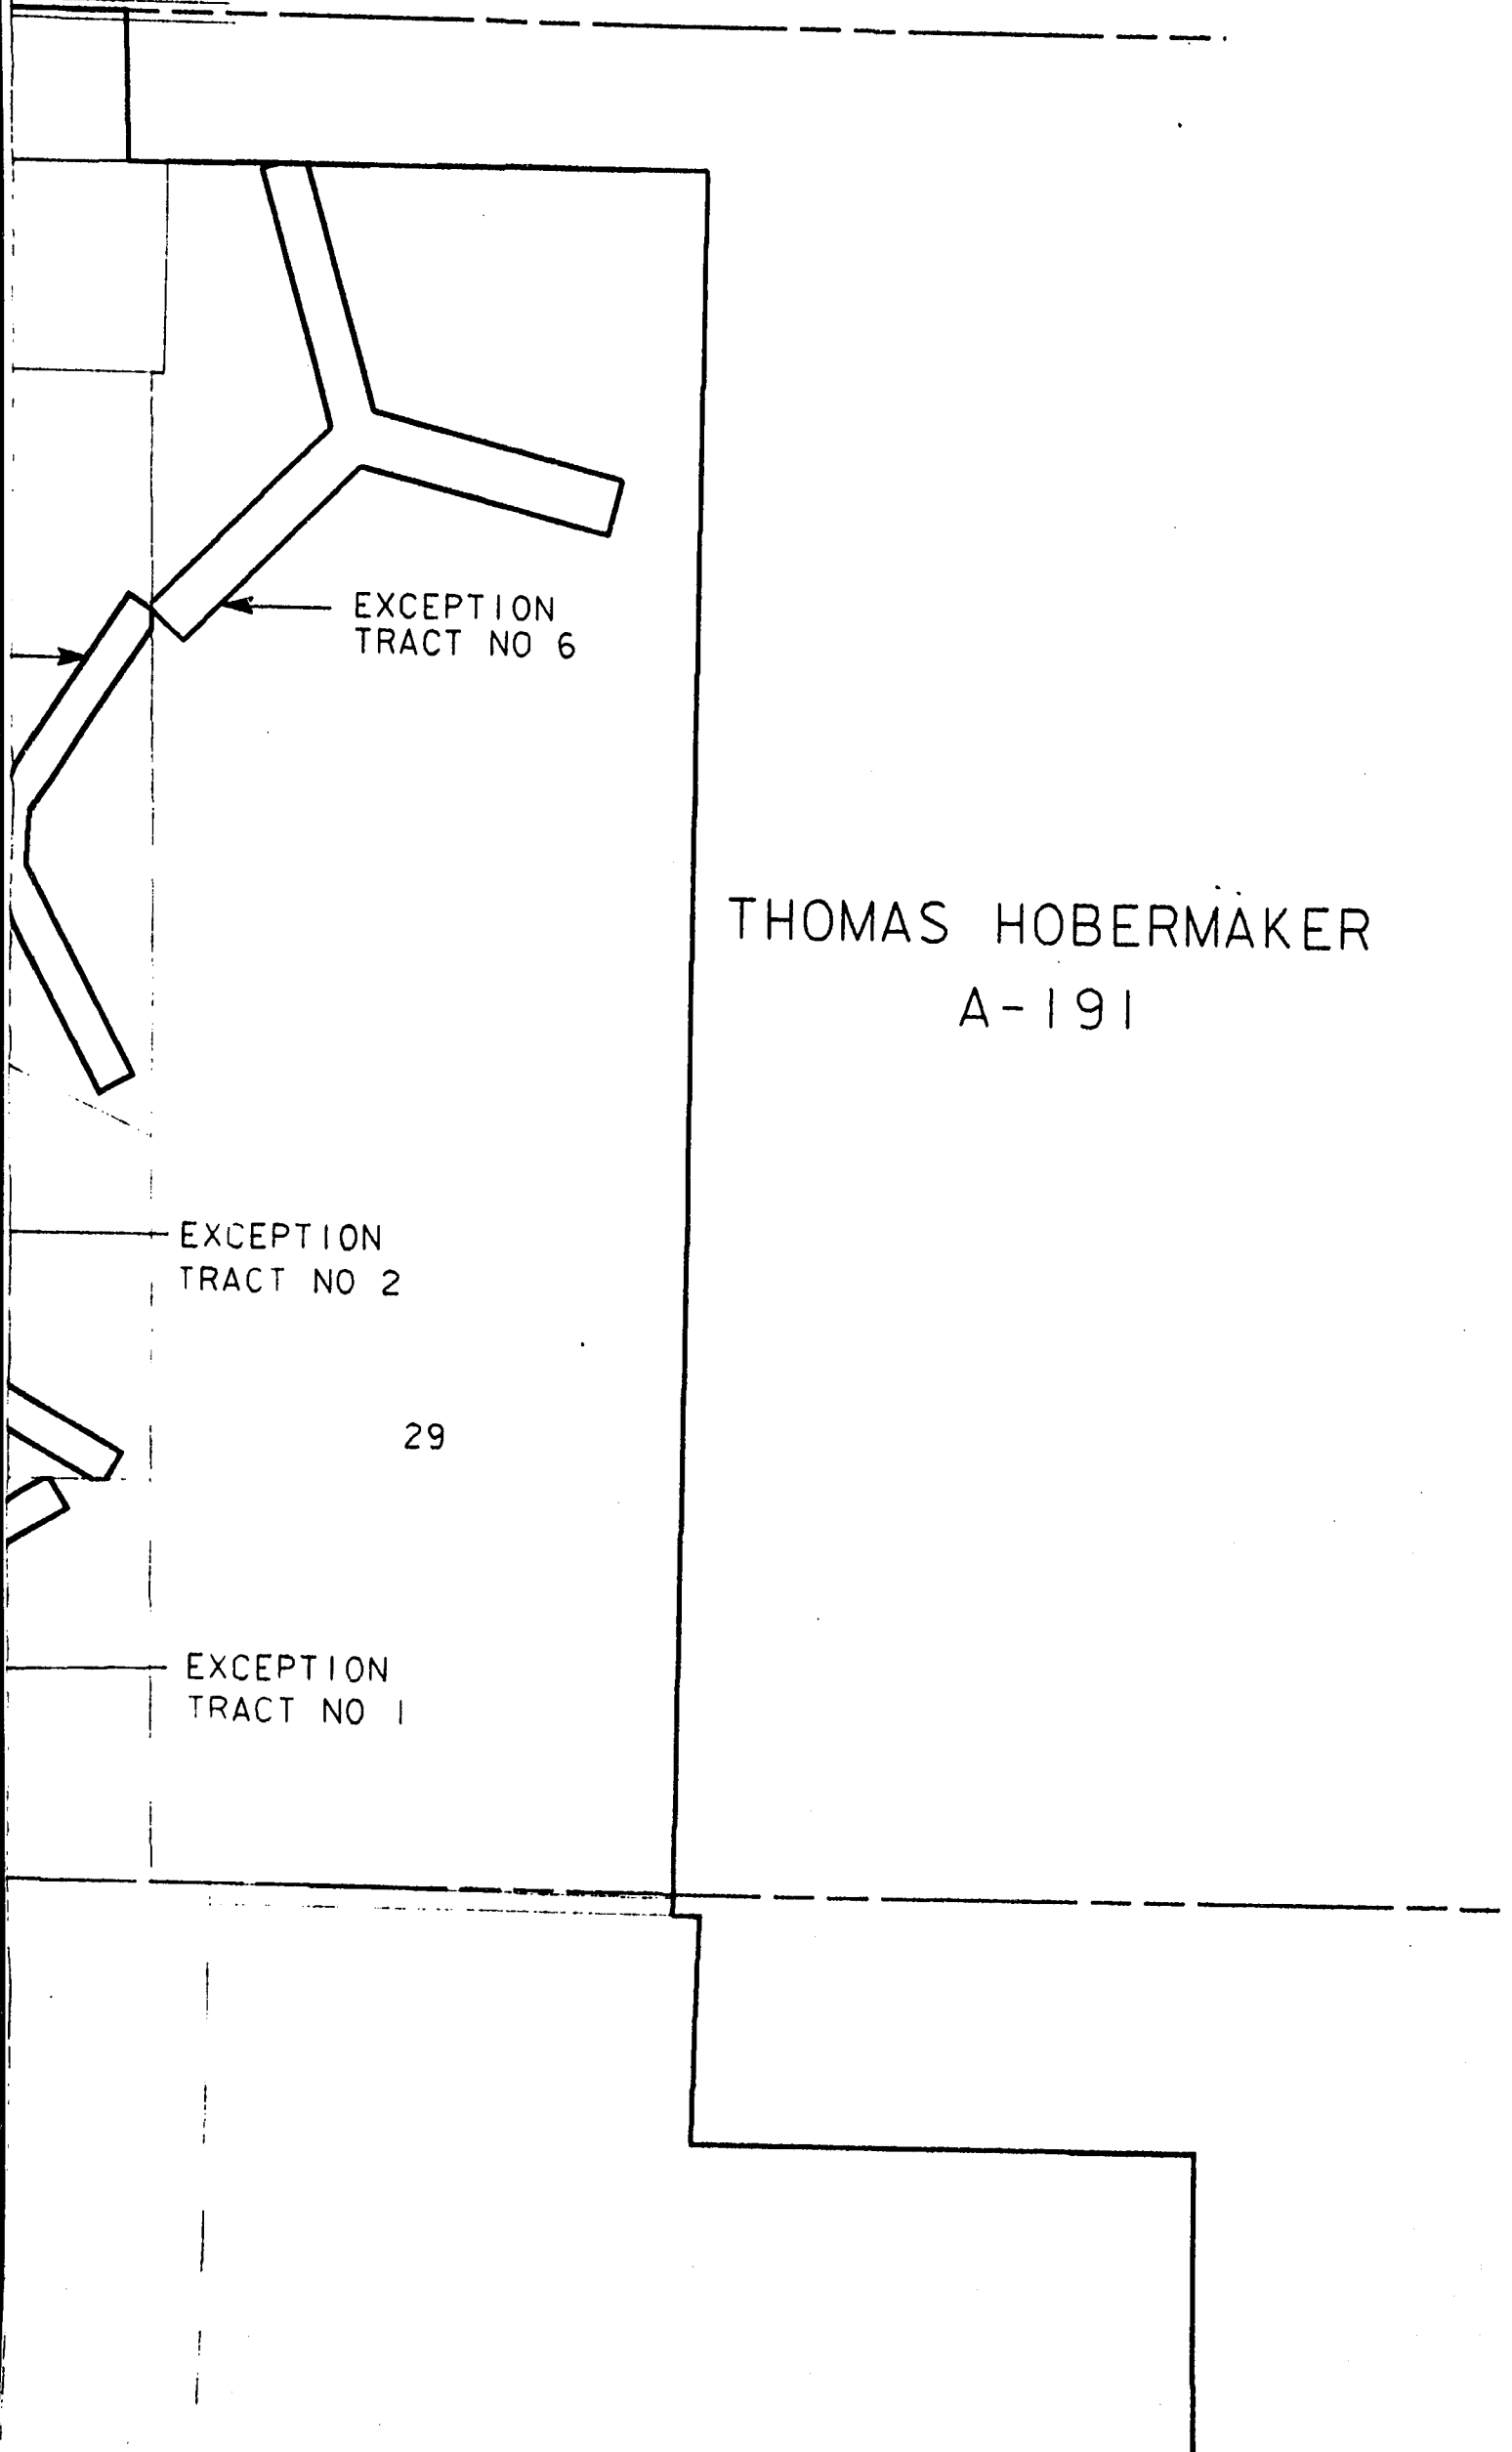 EXCEPTION
TRACT NO 6
THOMAS HOBERMAKER
A-191
EXCEPTION
TRACT NO 2
29
EXCEPTION
TRACT NO 1